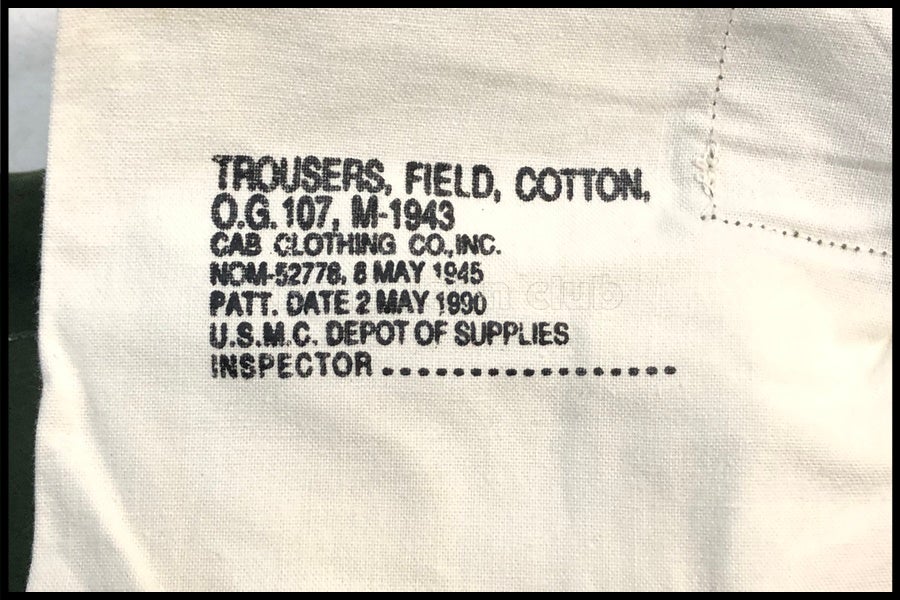 TROUSERS, FIELD, COTTON,
O.G. 107, M-1943
CAB CLOTHING CO., INC.
NOM-52778, 8 MAY 1945
PATT. DATE 2 MAY 1990
U.S.M.C. DEPOT OF SUPPLIES
INSPECTOR..................
club